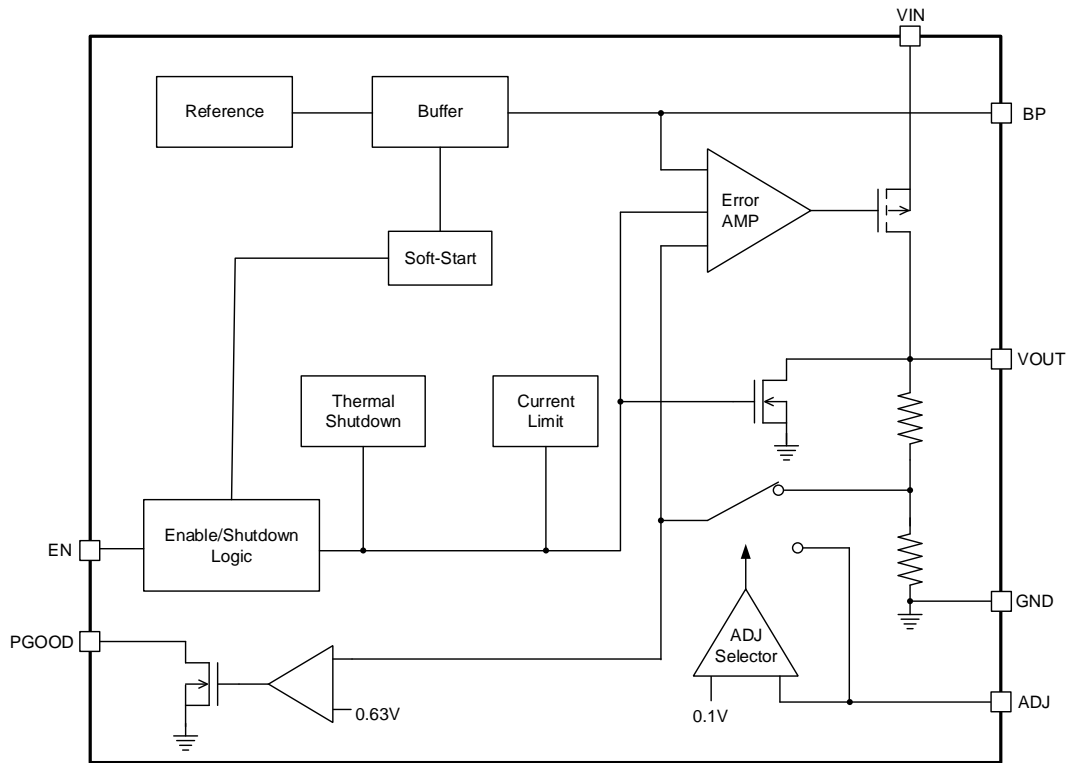 VIN
Reference
Buffer
BP
Error
AMP
Soft-Start
VOUT
Thermal
Shutdown
Current
Limit
EN
Enable/Shutdown
Logic
GND
PGOOD
ADJ
Selector
0.63V
0.1V
ADJ